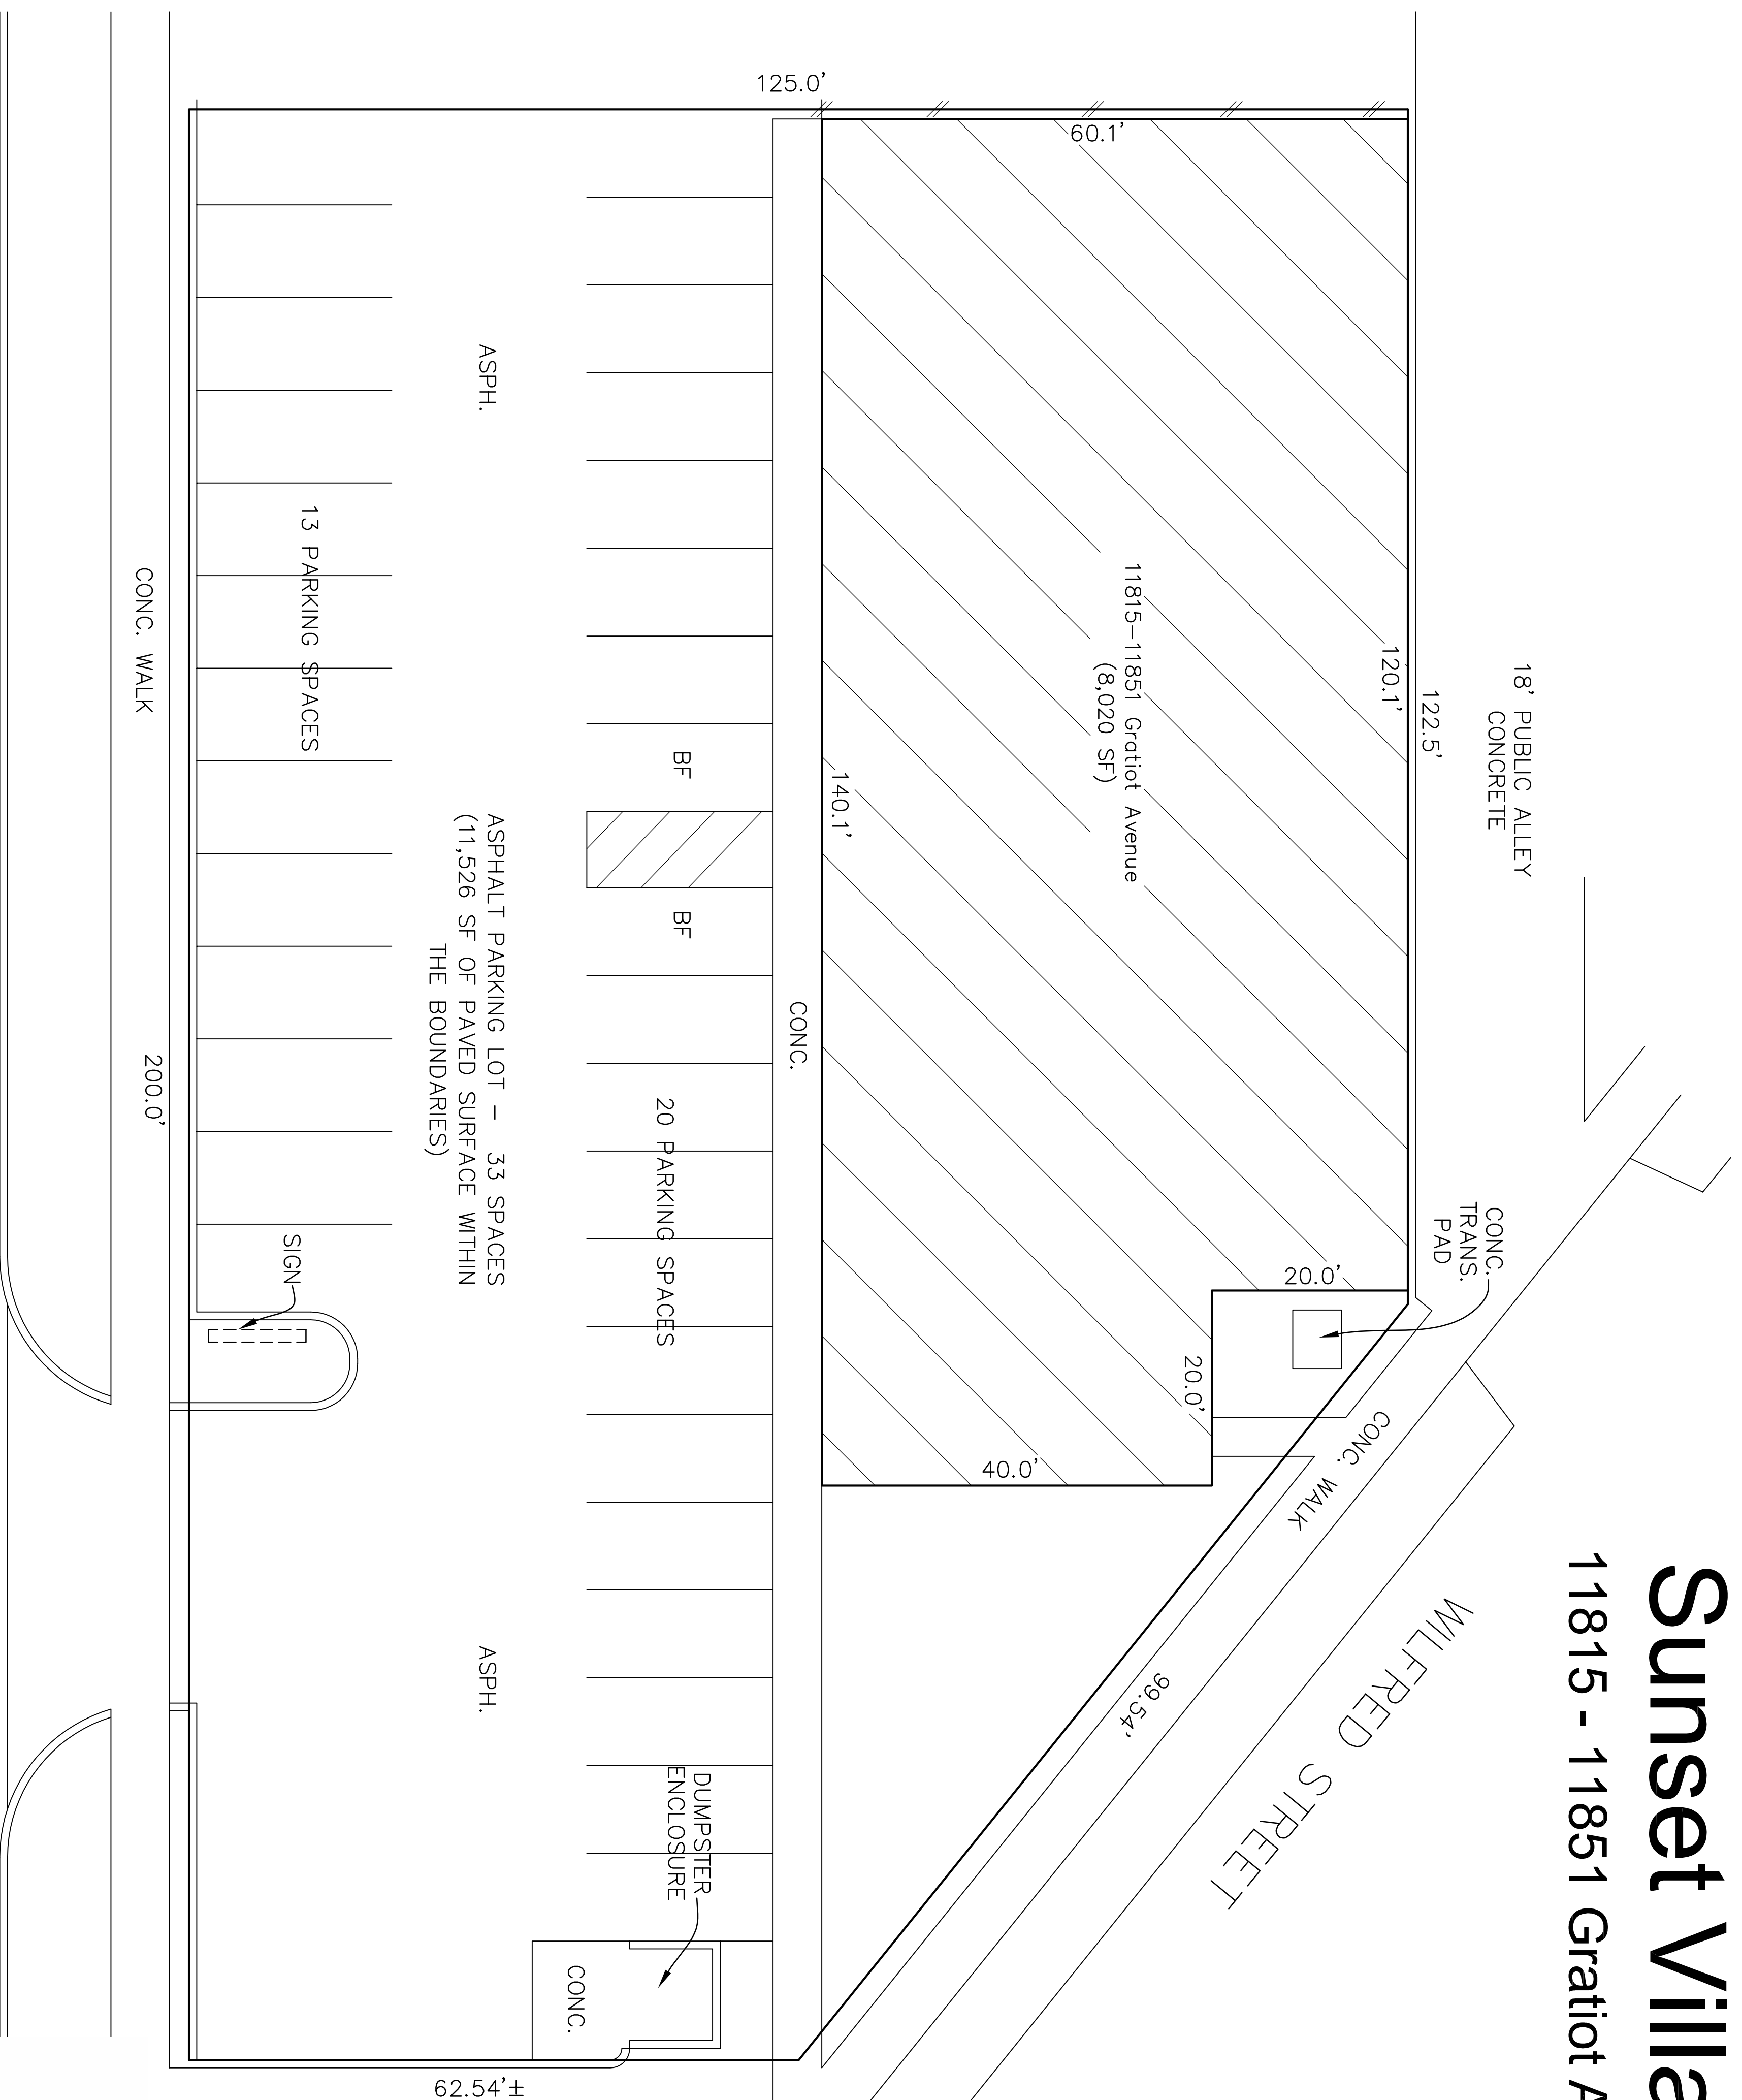 Sunset Villa
11815 - 11851 Gratiot A
18' PUBLIC ALLEY
CONCRETE
122.5'
120.1'
CONC.
TRANS.
PAD
20.0'
20.0'
CONC. WALK
WILFRED STREET
99.54'
125.0'
60.1'
11815-11851 Gratiot Avenue
(8,020 SF)
40.0'
140.1'
CONC.
BF
BF
20 PARKING SPACES
DUMPSTER
ENCLOSURE
CONC.
ASPH.
ASPHALT PARKING LOT - 33 SPACES
(11,526 SF OF PAVED SURFACE WITHIN
THE BOUNDARIES)
ASPH.
62.54'±
13 PARKING SPACES
SIGN
CONC. WALK
200.0'